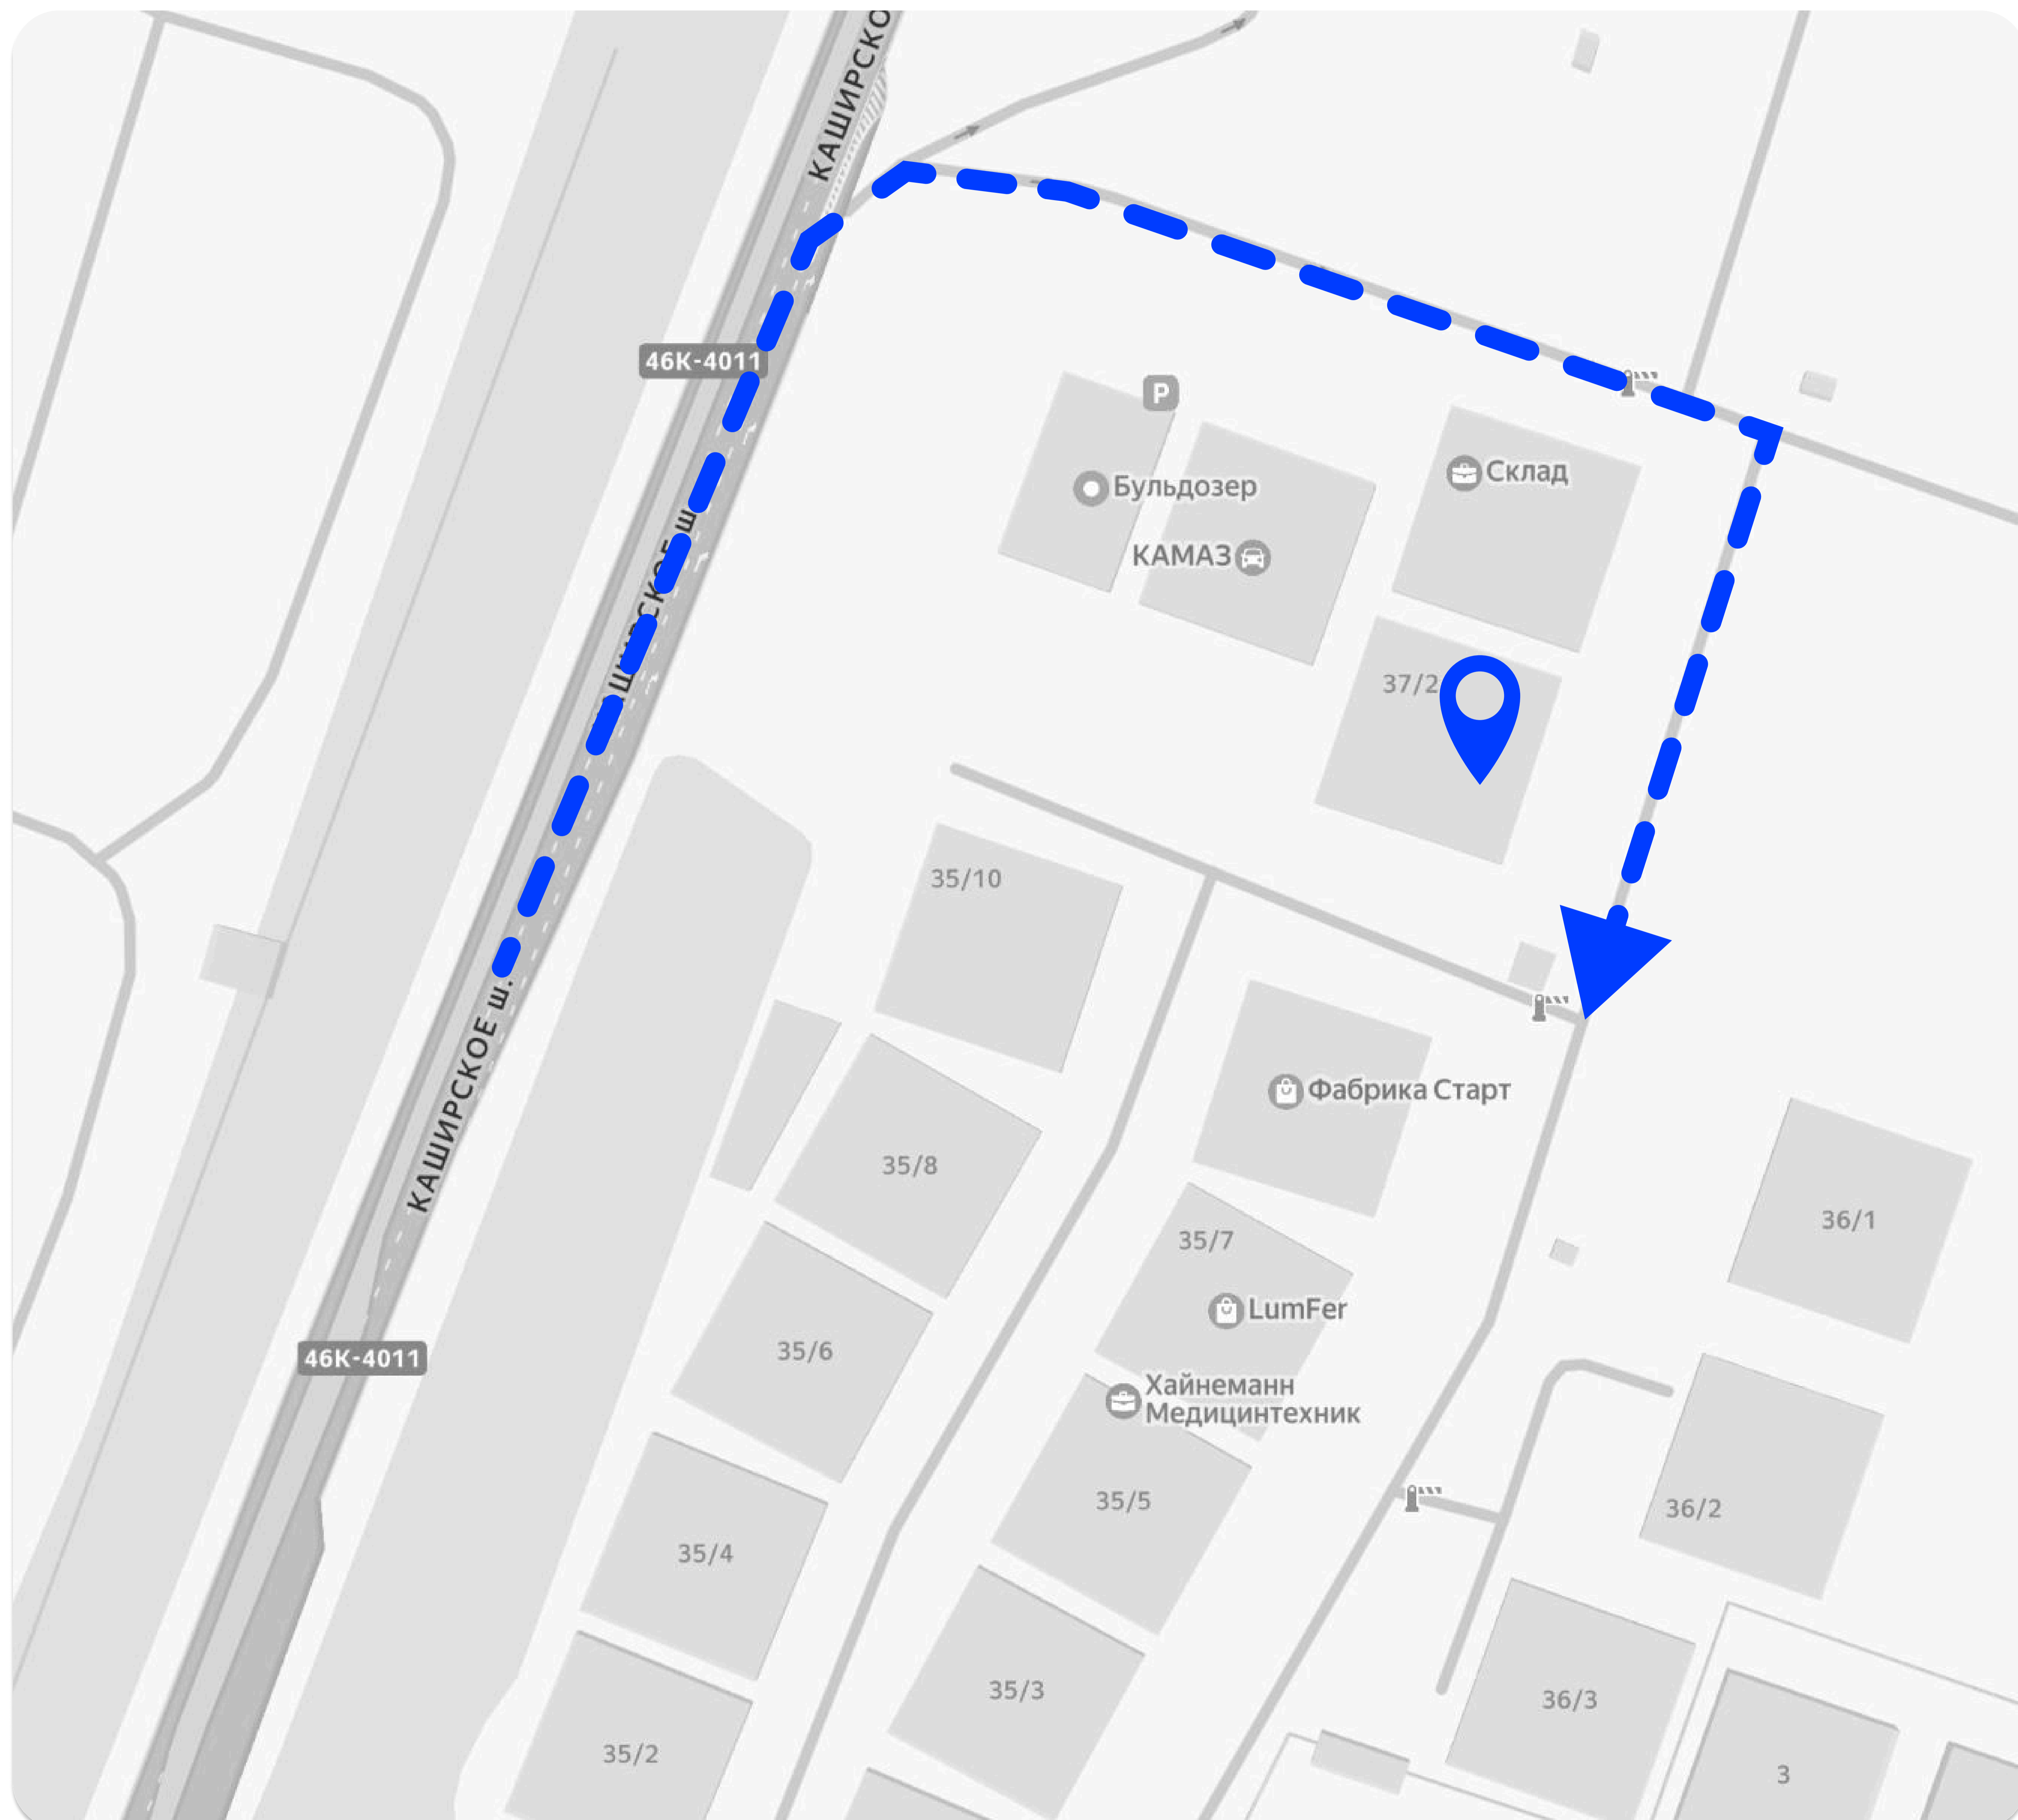 КАШИРСКО
46К-4011
P
Бульдозер
Склад
КАМАЗ
КАШИРСКОЕ Ш
37/2
35/10
КАШИРСКОЕ Ш.
Фабрика Старт
35/8
36/1
35/7
LumFer
35/6
46К-4011
Хайнеманн
Медицинтехник
35/5
36/2
35/4
35/3
36/3
35/2
3